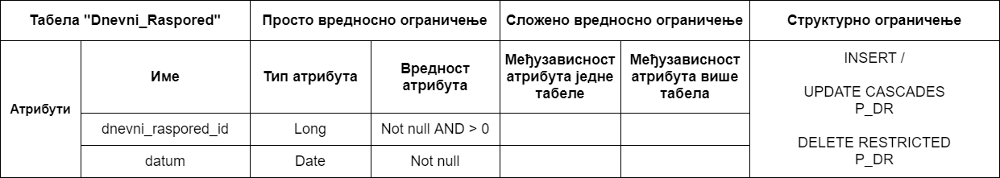 Табела "Dnevni_Raspored"
Просто вредносно ограничење
Сложено вредносно ограничење
Структурно ограничење
Атрибути
Име
Тип атрибута
Вредност
атрибута
Међузависност
атрибута једне
табеле
Међузависност
атрибута више
табела
INSERT /
UPDATE CASCADES
P_DR
DELETE RESTRICTED
P_DR
dnevni_raspored_id
Long
Not null AND > 0
datum
Date
Not null